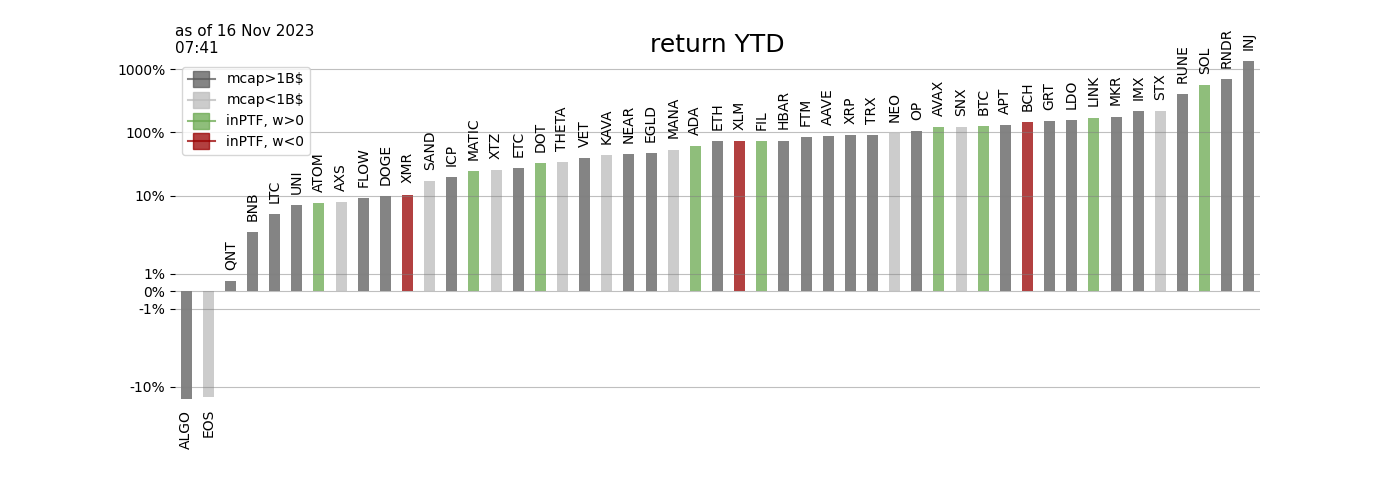 as of 16 Nov 2023
07:41
return YTD
mcap>1B$
mcap<1B$
inPTF, w>0
inPTF, w<0
1000%
100%
10%
1%
0%
-1%
-10%
ALGO
EOS
QNT
BNB
LTC
UNI
ATOM
AXS
FLOW
DOGE
XMR
SAND
ICP
MATIC
XTZ
ETC
DOT
THETA
VET
KAVA
NEAR
EGLD
MANA
ADA
ETH
XLM
FIL
HBAR
FTM
AAVE
XRP
TRX
NEO
OP
AVAX
SNX
BTC
APT
BCH
GRT
LDO
LINK
MKR
IMX
STX
RUNE
SOL
RNDR
INJ